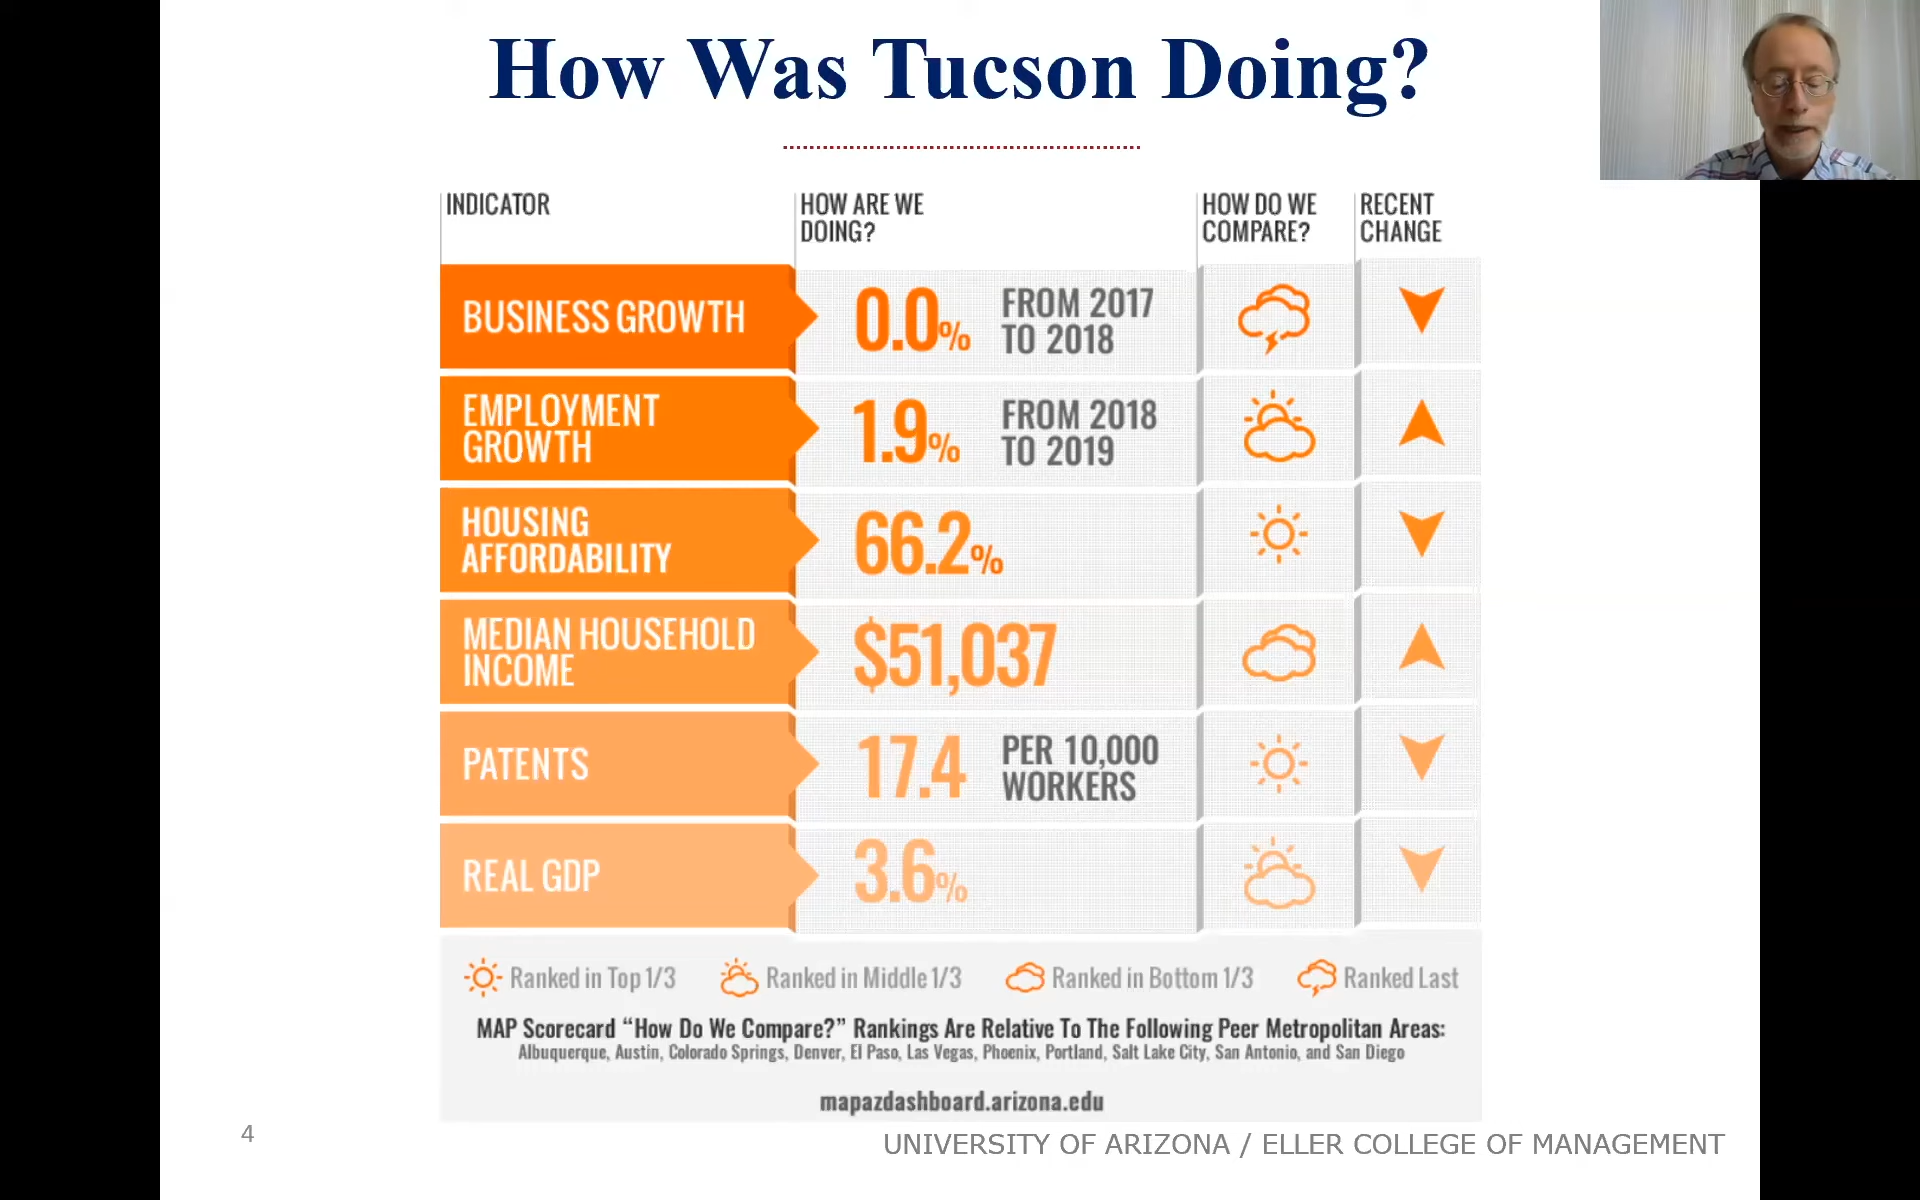 How Was Tucson Doing?
INDICATOR
HOW ARE WE
DOING?
HOW DO WE
COMPARE?
RECENT
CHANGE
BUSINESS GROWTH
0.0%
FROM 2017
TO 2018
EMPLOYMENT
GROWTH
1.9%
FROM 2018
TO 2019
HOUSING
AFFORDABILITY
66.2%
MEDIAN HOUSEHOLD
INCOME
$51,037
PATENTS
17.4
PER 10,000
WORKERS
REAL GDP
3.6%
Ranked in Top 1/3
Ranked in Middle 1/3
Ranked in Bottom 1/3
Ranked Last
MAP Scorecard “How Do We Compare?” Rankings Are Relative To The Following Peer Metropolitan Areas:
Albuquerque, Austin, Colorado Springs, Denver, El Paso, Las Vegas, Phoenix, Portland, Salt Lake City, San Antonio, and San Diego
mapazdashboard.arizona.edu
4
UNIVERSITY OF ARIZONA / ELLER COLLEGE OF MANAGEMENT